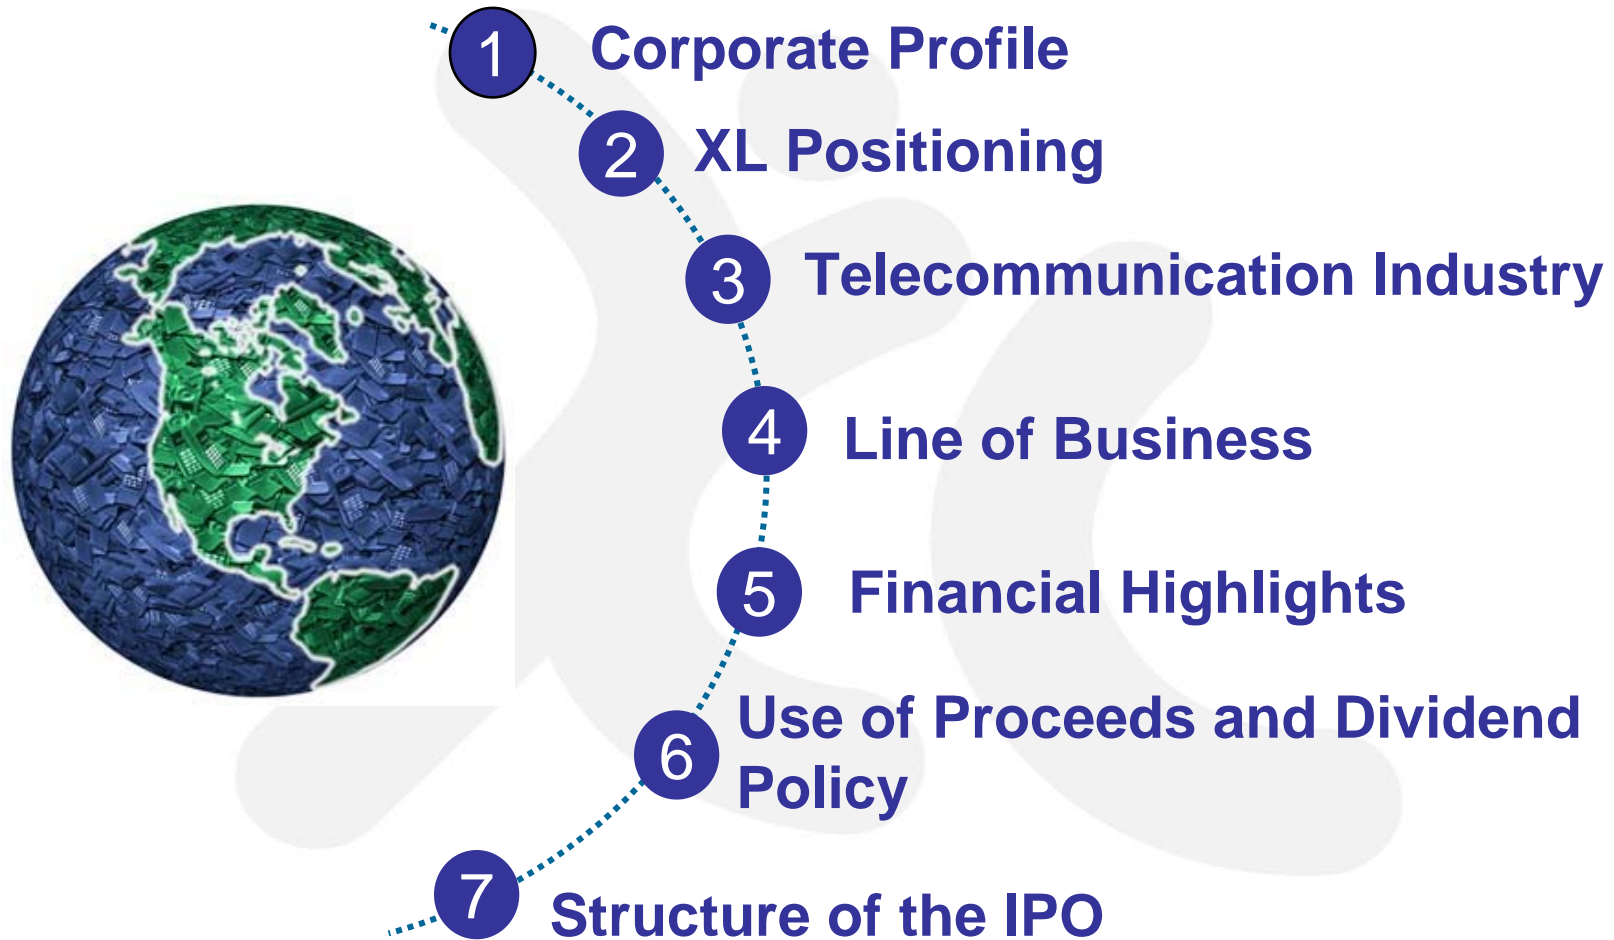 1 Corporate Profile
2 XL Positioning
3 Telecommunication Industry
4 Line of Business
5 Financial Highlights
6 Use of Proceeds and Dividend
Policy
7 Structure of the IPO